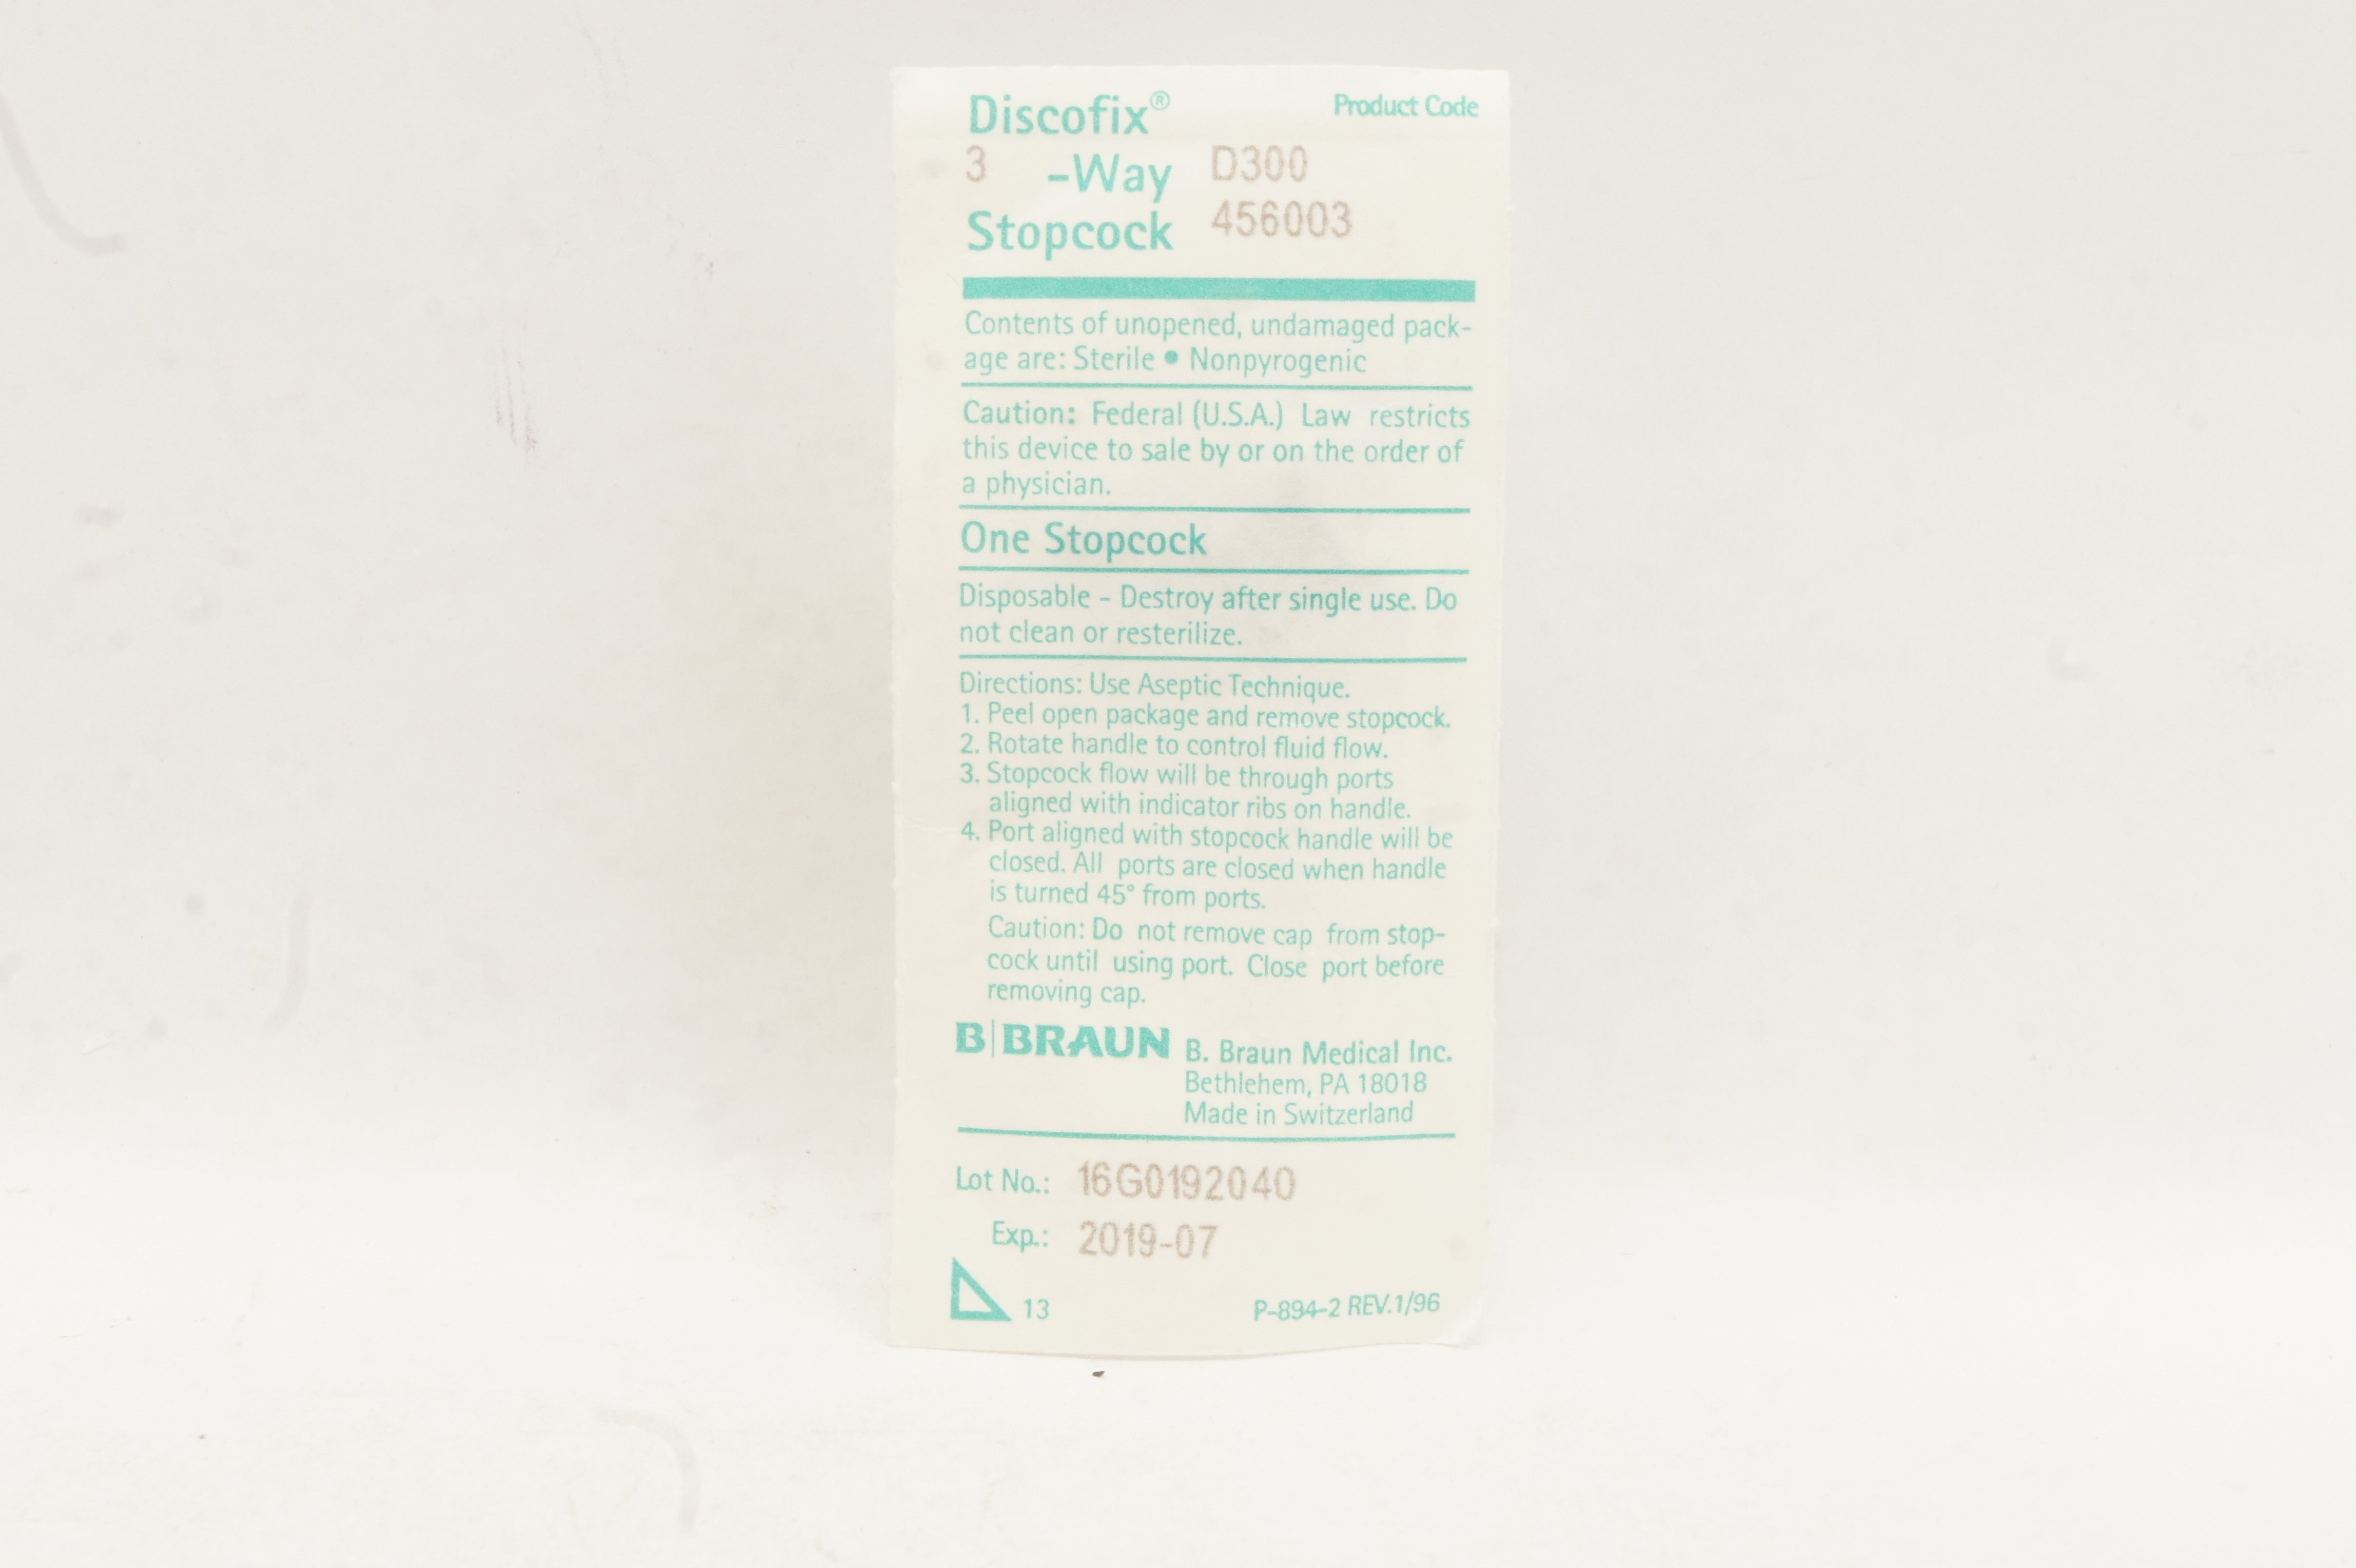 Discofix®
Product Code
3 -Way
D300
Stopcock
456003
Contents of unopened, undamaged pack-
age are: Sterile • Nonpyrogenic
Caution: Federal (U.S.A.) Law restricts
this device to sale by or on the order of
a physician.
One Stopcock
Disposable - Destroy after single use. Do
not clean or resterilize.
Directions: Use Aseptic Technique.
1. Peel open package and remove stopcock.
2. Rotate handle to control fluid flow.
3. Stopcock flow will be through ports
aligned with indicator ribs on handle.
4. Port aligned with stopcock handle will be
closed. All ports are closed when handle
is turned 45° from ports.
Caution: Do not remove cap from stop-
cock until using port. Close port before
removing cap.
B|BRAUN
B. Braun Medical Inc.
Bethlehem, PA 18018
Made in Switzerland
Lot No.: 16G0192040
Exp.: 2019-07
13
P-894-2 REV.1/96